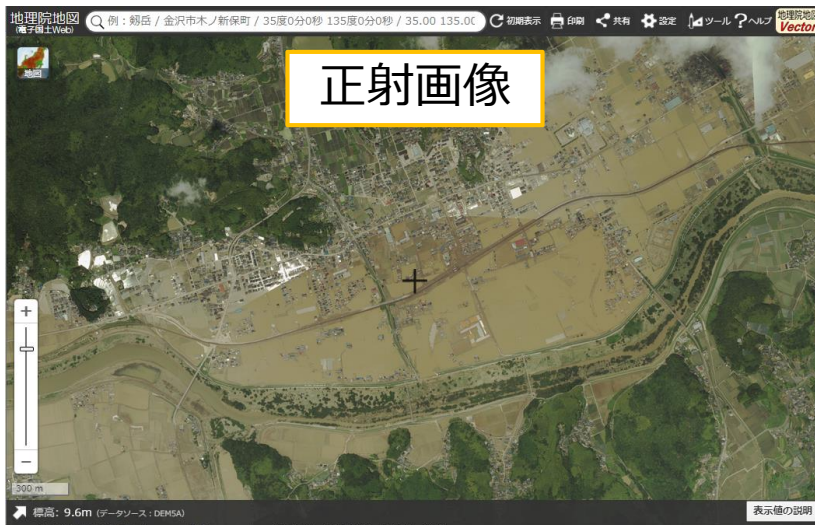 地理院地図
(電子国土Web)
例：剱岳 / 金沢市木ノ新保町 / 35度0分0秒 135度0分0秒 / 35.00 135.00
初期表示
印刷
共有
設定
ツール
ヘルプ
地理院地図
Vector
地図
正射画像
+
−
300 m
標高: 9.6m (データソース：DEM5A)
表示値の説明